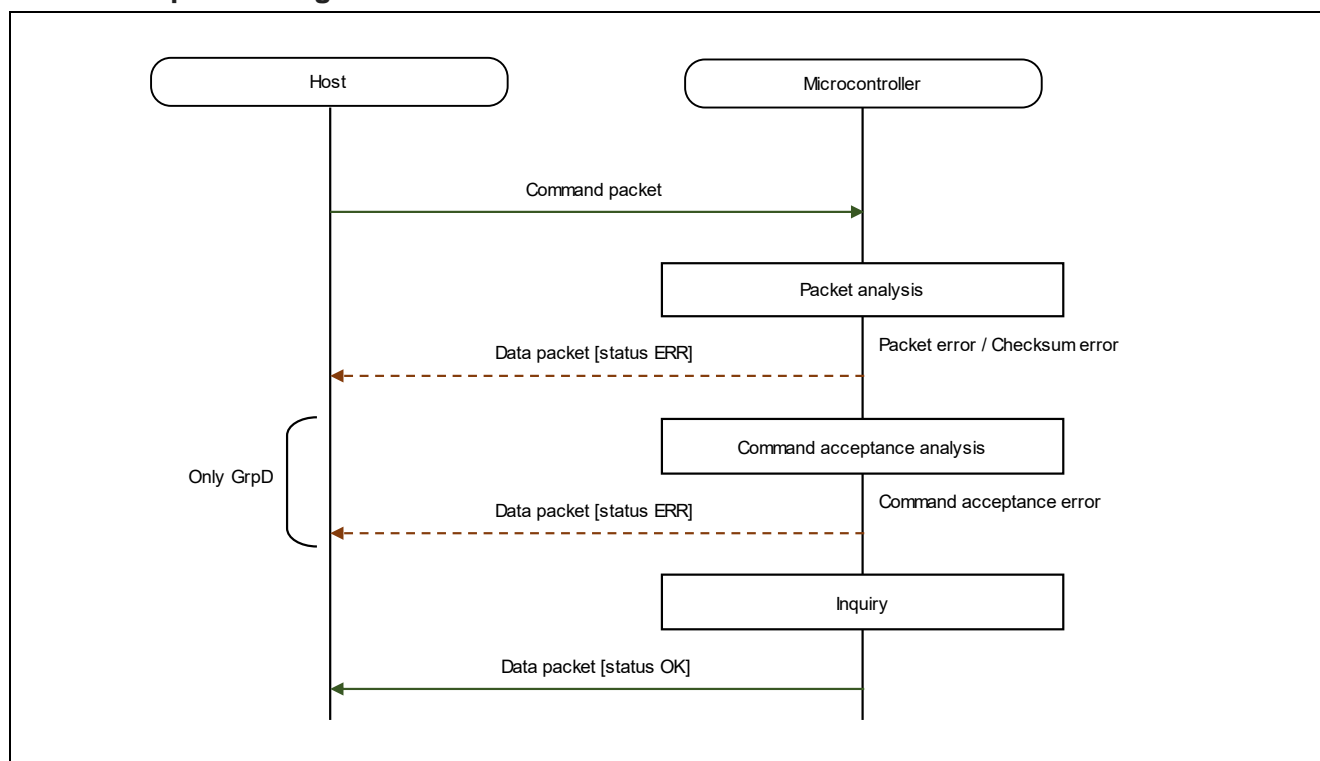 Host
Microcontroller
Command packet
Packet analysis
Packet error / Checksum error
Data packet [status ERR]
Command acceptance analysis
Only GrpD
Command acceptance error
Data packet [status ERR]
Inquiry
Data packet [status OK]